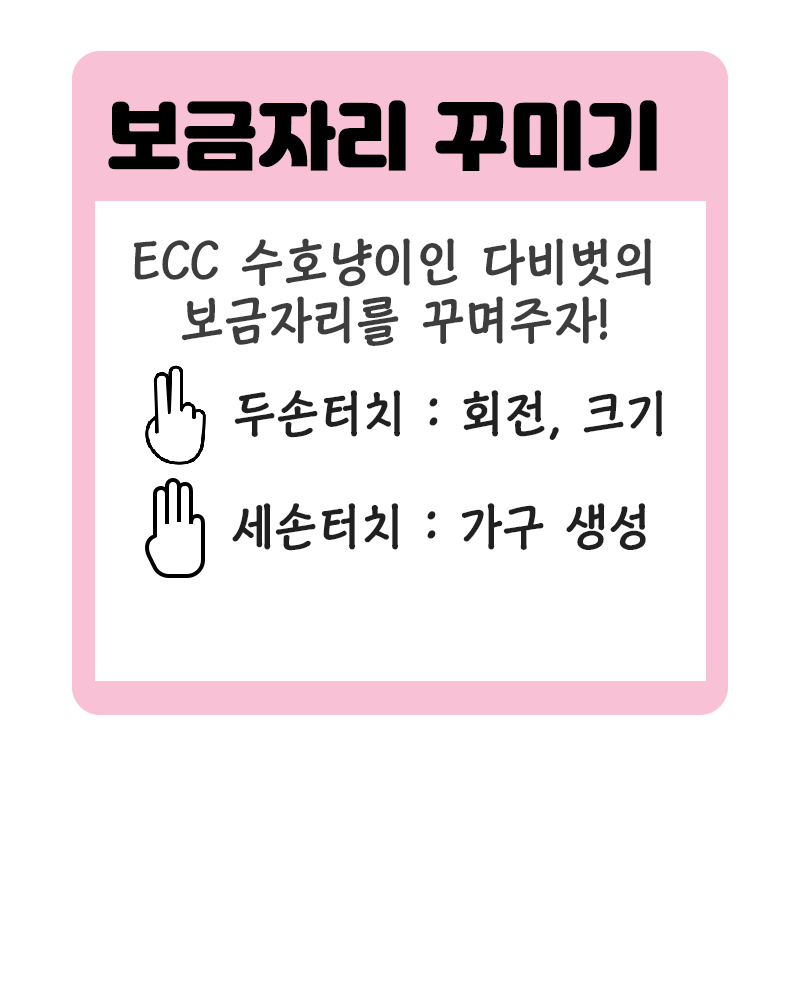 보금자리 꾸미기
ECC 수호냥이인 다비벗의
보금자리를 꾸며주자!
두손터치 : 회전, 크기
세손터치 : 가구 생성